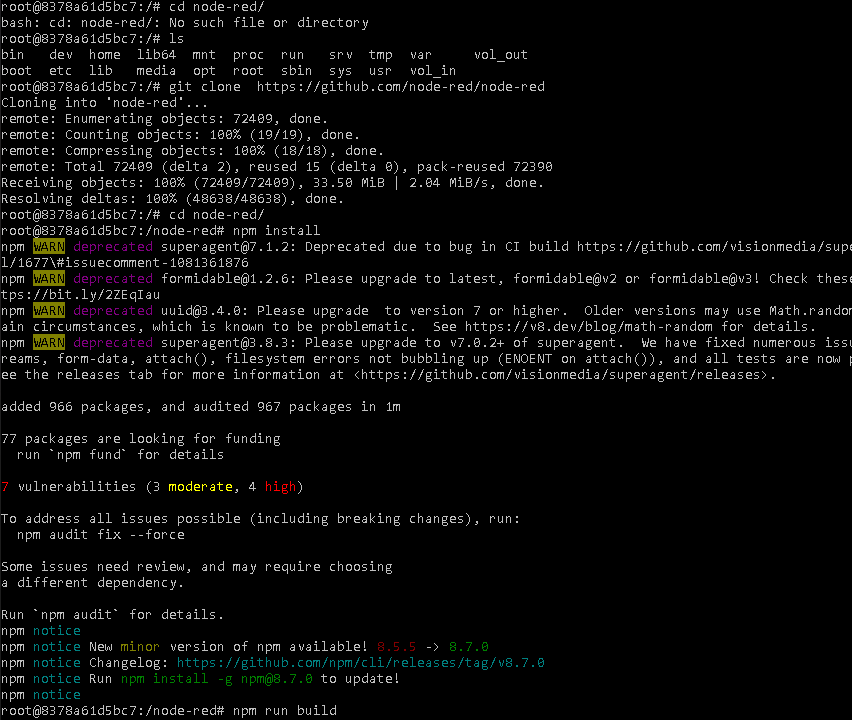 root@8378a61d5bc7:/# cd node-red/
bash: cd: node-red/: No such file or directory
root@8378a61d5bc7:/# ls
bin   dev  home  lib64  mnt  proc  run   srv  tmp  var     vol_out
boot  etc  lib   media  opt  root  sbin  sys  usr  vol_in
root@8378a61d5bc7:/# git clone  https://github.com/node-red/node-red
Cloning into 'node-red'...
remote: Enumerating objects: 72409, done.
remote: Counting objects: 100% (19/19), done.
remote: Compressing objects: 100% (18/18), done.
remote: Total 72409 (delta 2), reused 15 (delta 0), pack-reused 72390
Receiving objects: 100% (72409/72409), 33.50 MiB | 2.04 MiB/s, done.
Resolving deltas: 100% (48638/48638), done.
root@8378a61d5bc7:/# cd node-red/
root@8378a61d5bc7:/node-red# npm install
npm WARN deprecated superagent@7.1.2: Deprecated due to bug in CI build https://github.com/visionmedia/supe
l/1677\#issuecomment-1081361876
npm WARN deprecated formidable@1.2.6: Please upgrade to latest, formidable@v2 or formidable@v3! Check these
tps://bit.ly/2ZEqIau
npm WARN deprecated uuid@3.4.0: Please upgrade  to version 7 or higher.  Older versions may use Math.random
ain circumstances, which is known to be problematic.  See https://v8.dev/blog/math-random for details.
npm WARN deprecated superagent@3.8.3: Please upgrade to v7.0.2+ of superagent.  We have fixed numerous issu
reams, form-data, attach(), filesystem errors not bubbling up (ENOENT on attach()), and all tests are now p
ee the releases tab for more information at <https://github.com/visionmedia/superagent/releases>.
added 966 packages, and audited 967 packages in 1m
77 packages are looking for funding
  run `npm fund` for details
7 vulnerabilities (3 moderate, 4 high)
To address all issues possible (including breaking changes), run:
  npm audit fix --force
Some issues need review, and may require choosing
a different dependency.
Run `npm audit` for details.
npm notice
npm notice New minor version of npm available! 8.5.5 -> 8.7.0
npm notice Changelog: https://github.com/npm/cli/releases/tag/v8.7.0
npm notice Run npm install -g npm@8.7.0 to update!
npm notice
root@8378a61d5bc7:/node-red# npm run build